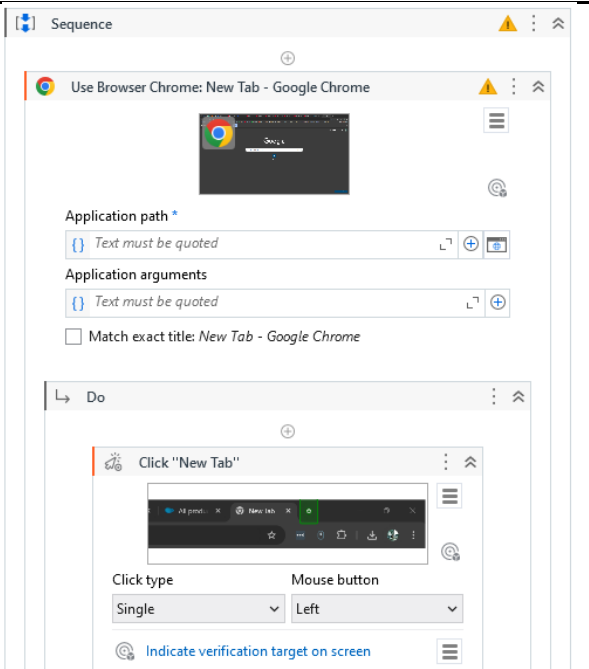 Sequence
Use Browser Chrome: New Tab - Google Chrome
Google
Application path *
{} Text must be quoted
Application arguments
{} Text must be quoted
Match exact title: New Tab - Google Chrome
Do
Click "New Tab"
All produ... × New Tab ×
Click type Mouse button
Single Left
Indicate verification target on screen